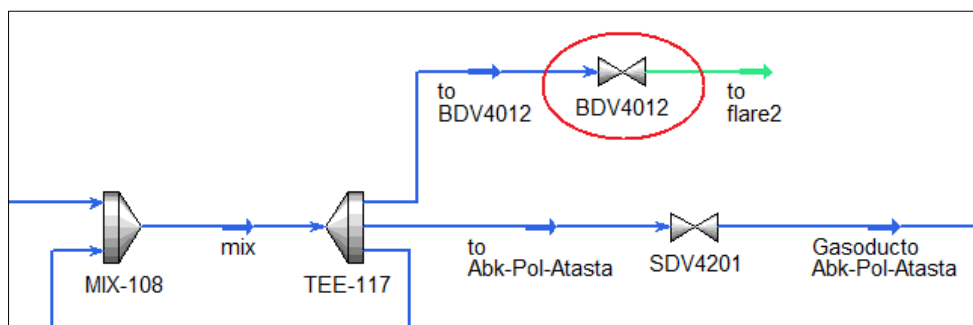 to
BDV4012
BDV4012
to
flare2
MIX-108
mix
TEE-117
to
Abk-Pol-Atasta
SDV4201
Gasoducto
Abk-Pol-Atasta